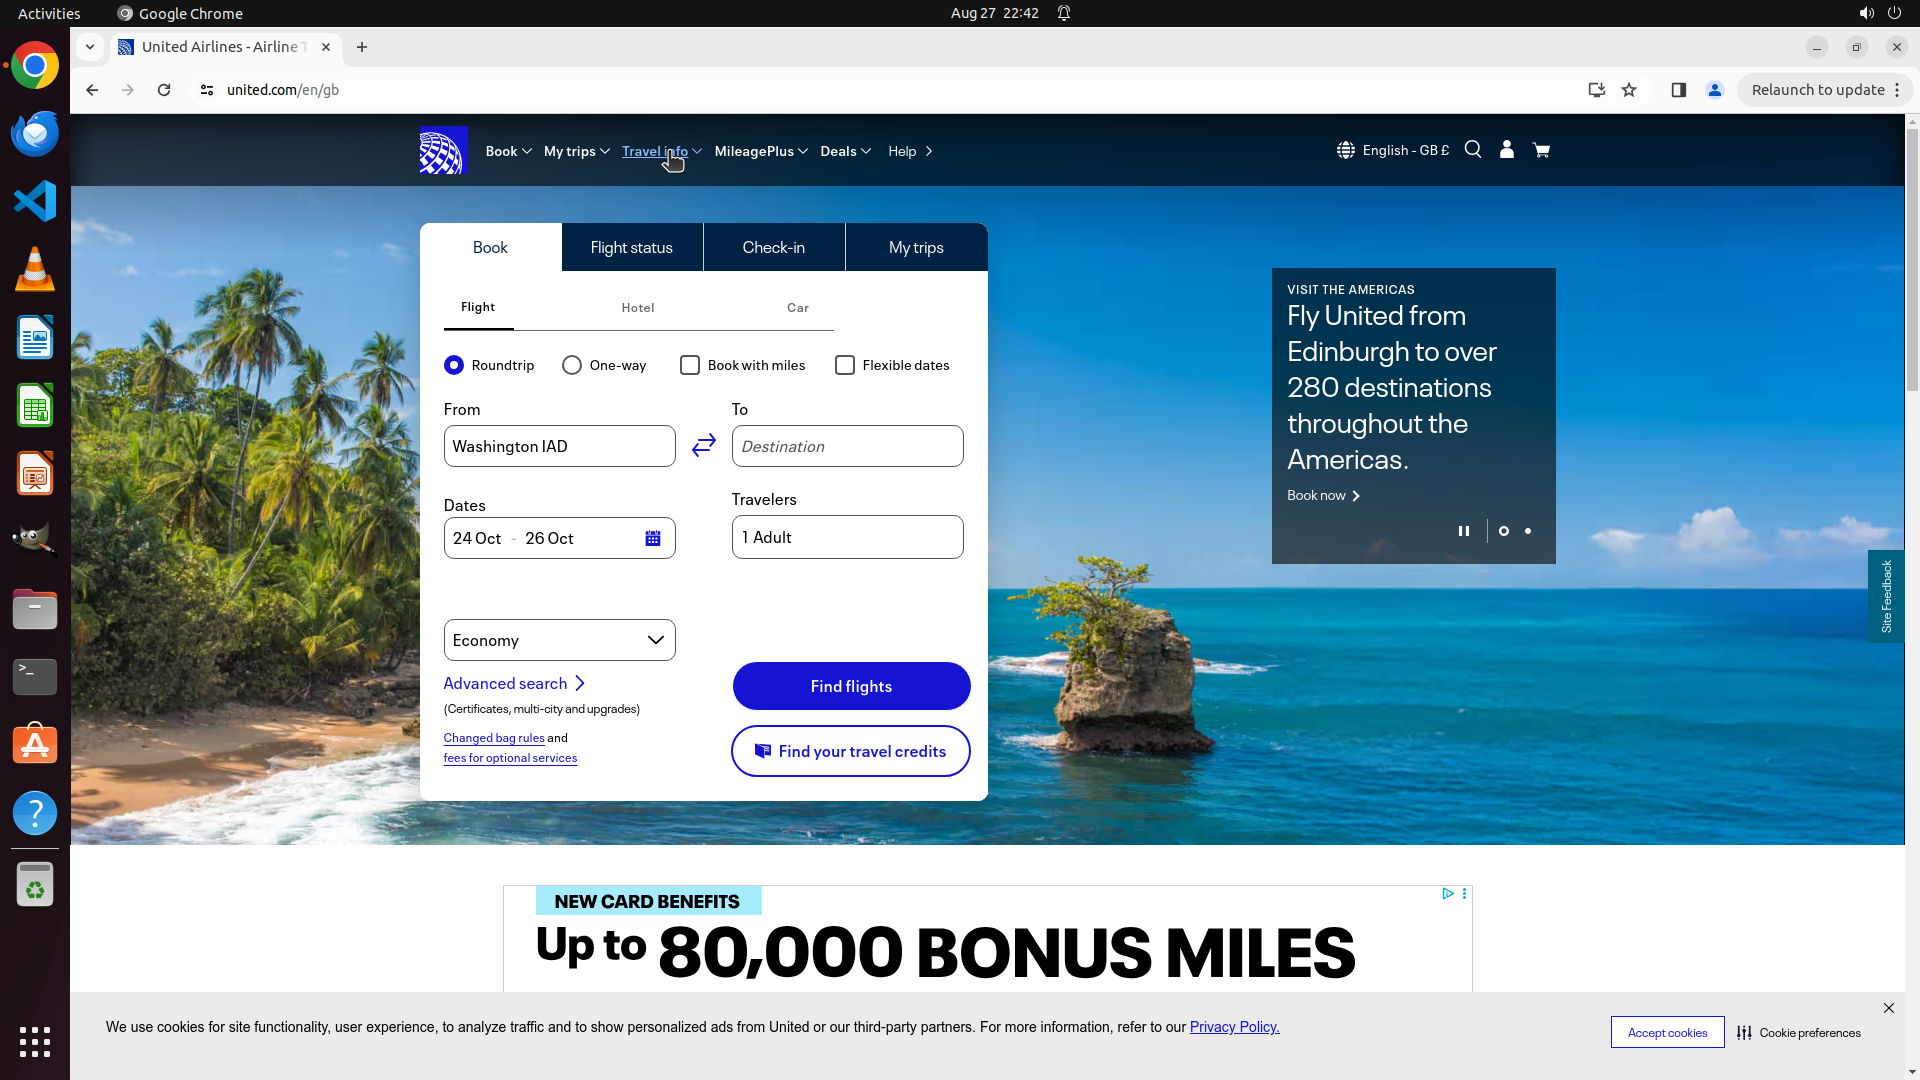 Activities
Google Chrome
Aug 27 22:42
United Airlines - Airline T
united.com/en/gb
Relaunch to update
Book
My trips
Travel info
MileagePlus
Deals
Help
English - GB £
Book
Flight status
Check-in
My trips
Flight
Hotel
Car
Roundtrip
One-way
Book with miles
Flexible dates
From
To
Washington IAD
Destination
Dates
Travelers
24 Oct - 26 Oct
1 Adult
Economy
Advanced search
(Certificates, multi-city and upgrades)
Changed bag rules and
fees for optional services
Find flights
Find your travel credits
VISIT THE AMERICAS
Fly United from
Edinburgh to over
280 destinations
throughout the
Americas.
Book now
Site Feedback
NEW CARD BENEFITS
Up to 80,000 BONUS MILES
We use cookies for site functionality, user experience, to analyze traffic and to show personalized ads from United or our third-party partners. For more information, refer to our Privacy Policy.
Accept cookies
Cookie preferences